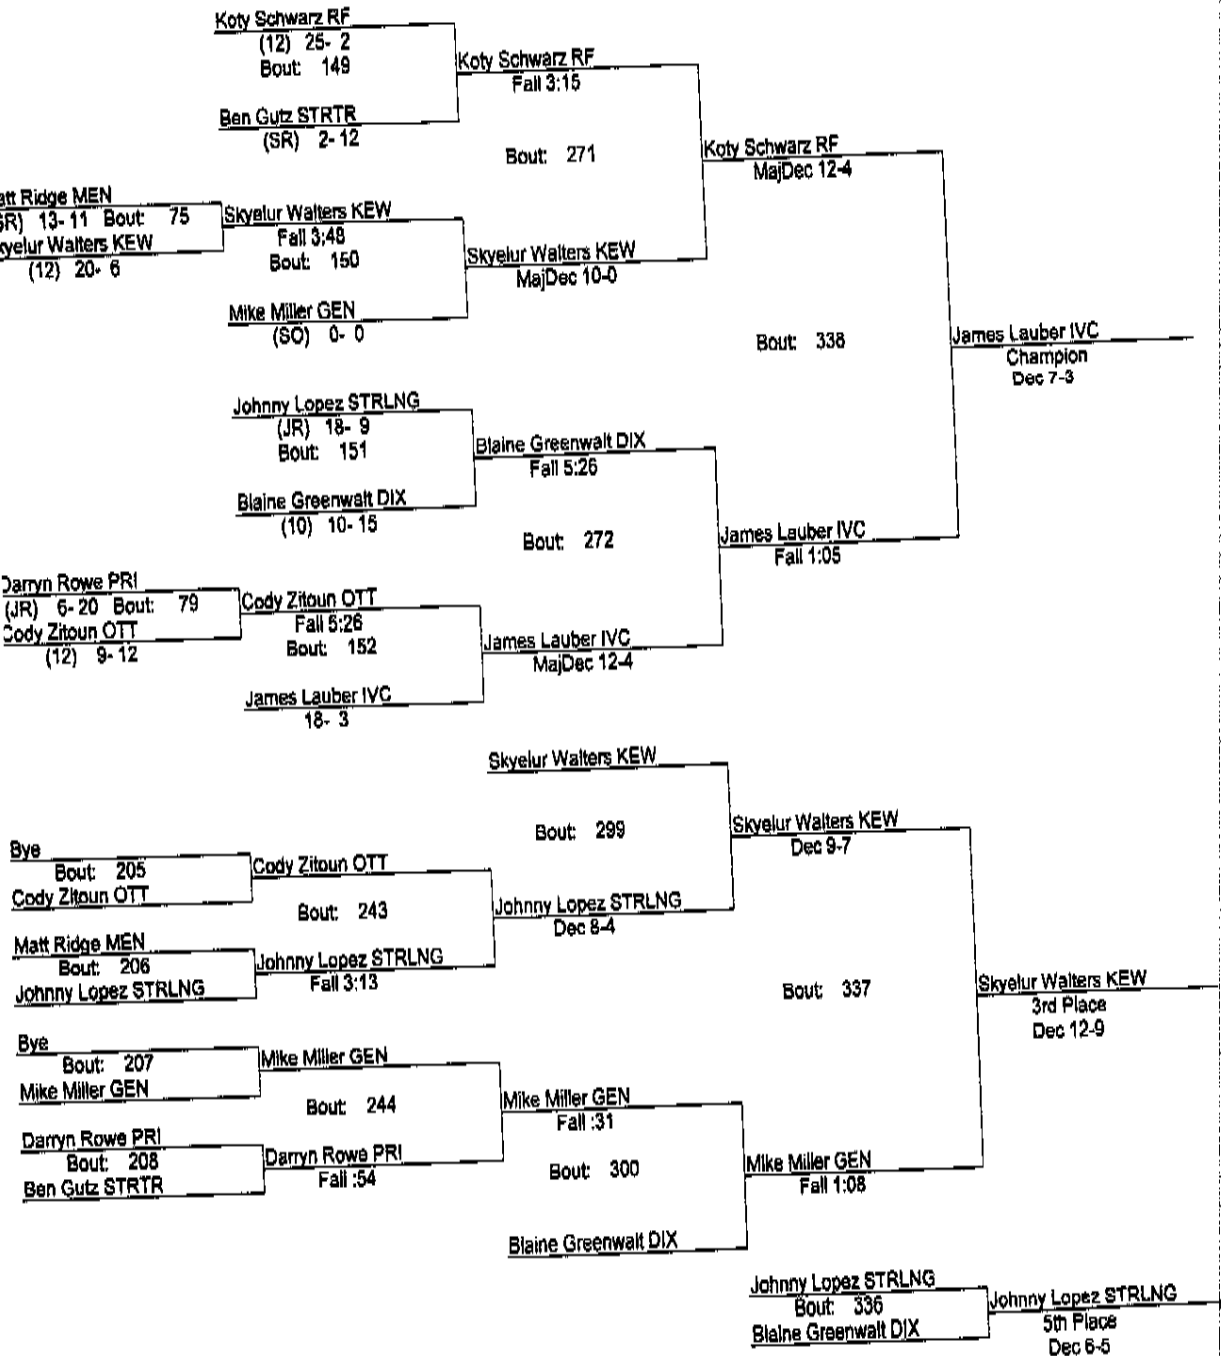 Koty Schwarz RF
(12) 25- 2
Bout: 149
Koty Schwarz RF
Fall 3:15
Ben Gutz STRTR
(SR) 2- 12
Bout: 271
Koty Schwarz RF
MajDec 12-4
att Ridge MEN
SR) 13- 11 Bout: 75
kyelur Walters KEW
(12) 20- 6
Skyelur Walters KEW
Fall 3:48
Bout: 150
Skyelur Walters KEW
MajDec 10-0
Mike Miller GEN
(SO) 0- 0
Bout: 338
James Lauber IVC
Champion
Dec 7-3
Johnny Lopez STRLNG
(JR) 18- 9
Bout: 151
Blaine Greenwalt DIX
Fall 5:26
Blaine Greenwalt DIX
(10) 10- 15
Bout: 272
James Lauber IVC
Fall 1:05
Darryn Rowe PRI
(JR) 6- 20 Bout: 79
Cody Zitoun OTT
(12) 9- 12
Cody Zitoun OTT
Fall 5:26
Bout: 152
James Lauber IVC
MajDec 12-4
James Lauber IVC
18- 3
Skyelur Walters KEW
Bout: 299
Skyelur Walters KEW
Dec 9-7
Bye
Bout: 205
Cody Zitoun OTT
Cody Zitoun OTT
Bout: 243
Johnny Lopez STRLNG
Dec 8-4
Matt Ridge MEN
Bout: 206
Johnny Lopez STRLNG
Johnny Lopez STRLNG
Fall 3:13
Bout: 337
Skyelur Walters KEW
3rd Place
Dec 12-9
Bye
Bout: 207
Mike Miller GEN
Mike Miller GEN
Bout: 244
Mike Miller GEN
Fall :31
Darryn Rowe PRI
Bout: 208
Ben Gutz STRTR
Darryn Rowe PRI
Fall :54
Bout: 300
Mike Miller GEN
Fall 1:08
Blaine Greenwalt DIX
Johnny Lopez STRLNG
Bout: 336
Blaine Greenwalt DIX
Johnny Lopez STRLNG
5th Place
Dec 6-5